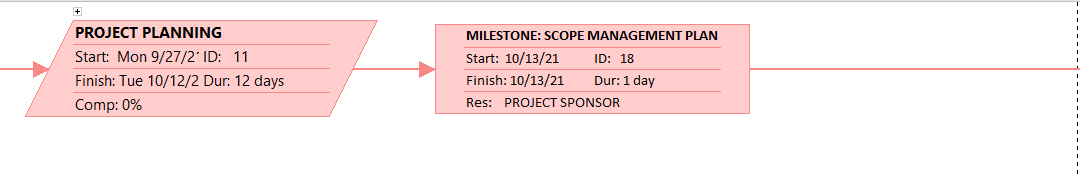 PROJECT PLANNING
Start: Mon 9/27/21 ID: 11
Finish: Tue 10/12/2 Dur: 12 days
Comp: 0%
MILESTONE: SCOPE MANAGEMENT PLAN
Start: 10/13/21 ID: 18
Finish: 10/13/21 Dur: 1 day
Res: PROJECT SPONSOR